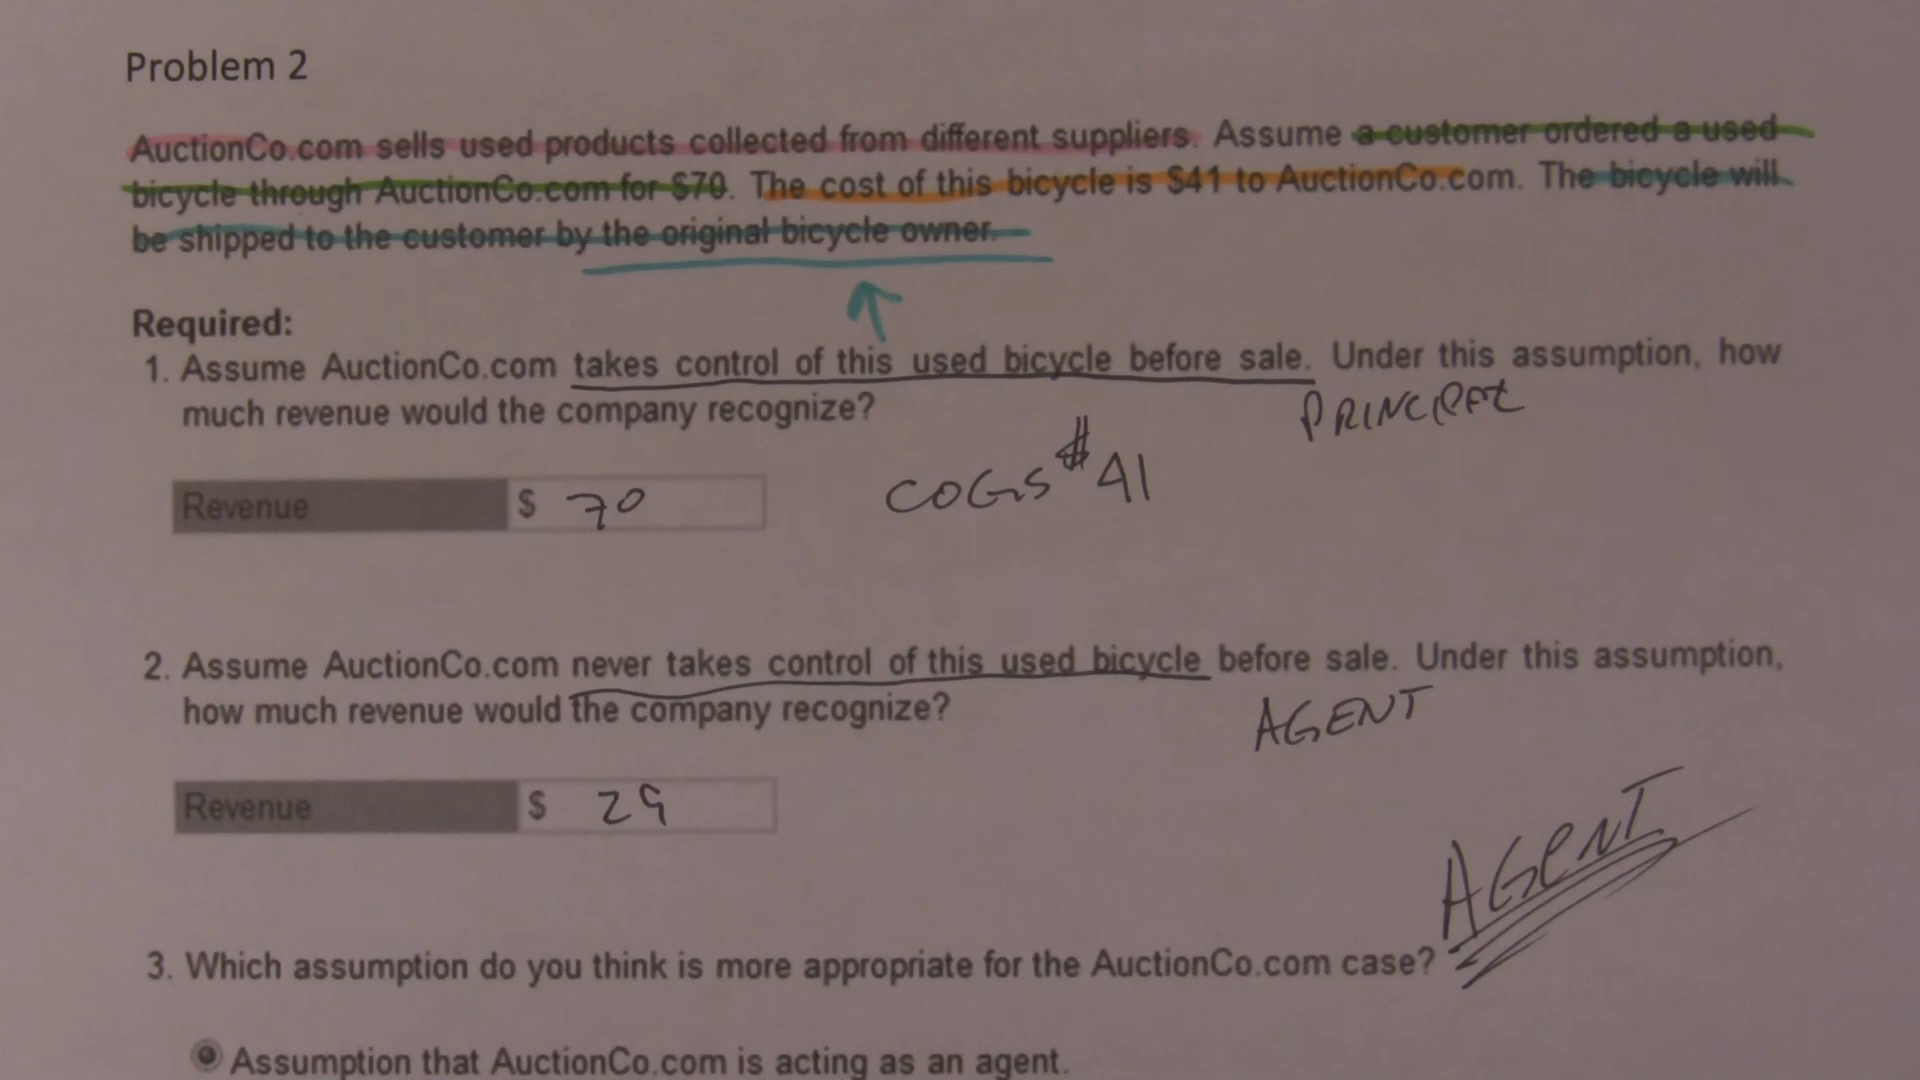 Problem 2
AuctionCo.com sells used products collected from different suppliers. Assume a customer ordered a used
bicycle through AuctionCo.com for $70. The cost of this bicycle is $41 to AuctionCo.com. The bicycle will
be shipped to the customer by the original bicycle owner.
Required:
1. Assume AuctionCo.com takes control of this used bicycle before sale. Under this assumption, how
much revenue would the company recognize?
PRINCIPAL
Revenue $ 70
COGS $41
2. Assume AuctionCo.com never takes control of this used bicycle before sale. Under this assumption,
how much revenue would the company recognize?
AGENT
Revenue $ 29
AGENT
3. Which assumption do you think is more appropriate for the AuctionCo.com case?
Assumption that AuctionCo.com is acting as an agent.